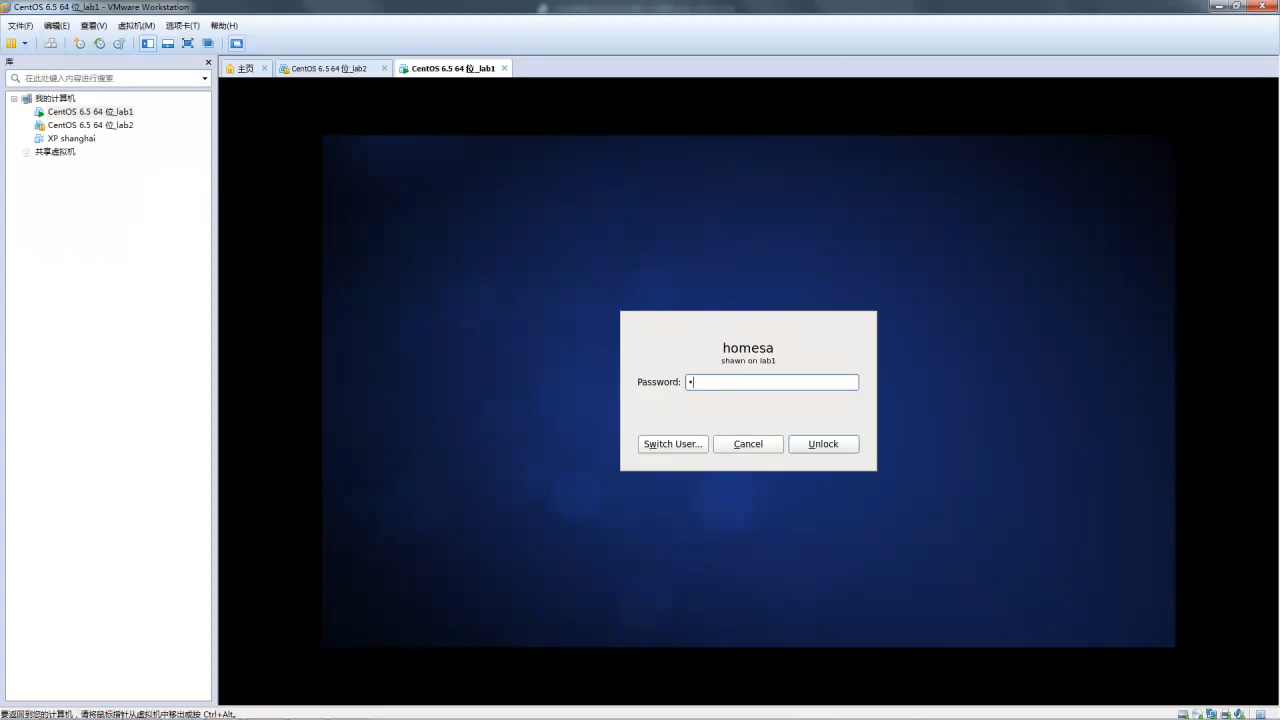 CentOS 6.5 64 位_lab1 - VMware Workstation
文件(F) 编辑(E) 查看(V) 虚拟机(M) 选项卡(T) 帮助(H)
库
在此处键入内容进行搜索
我的计算机
CentOS 6.5 64 位_lab1
CentOS 6.5 64 位_lab2
XP shanghai
共享虚拟机
主页 CentOS 6.5 64 位_lab2 CentOS 6.5 64 位_lab1
homesa
shawn on lab1
Password: •
Switch User... Cancel Unlock
要返回到您的计算机，请将鼠标指针从虚拟机中移出或按 Ctrl+Alt。